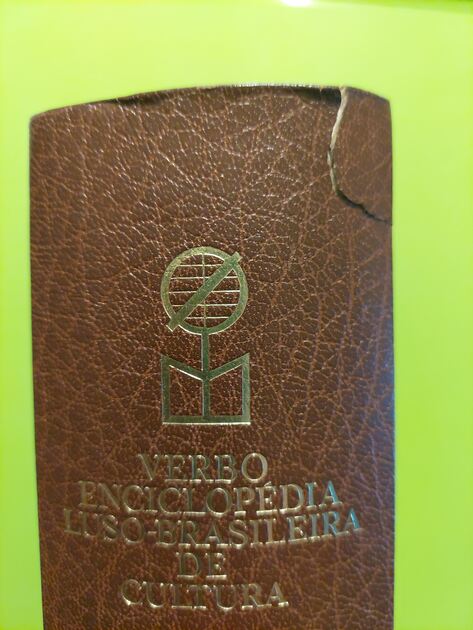 VERBO
ENCICLOPÉDIA
LUSO-BRASILEIRA
DE
CULTURA